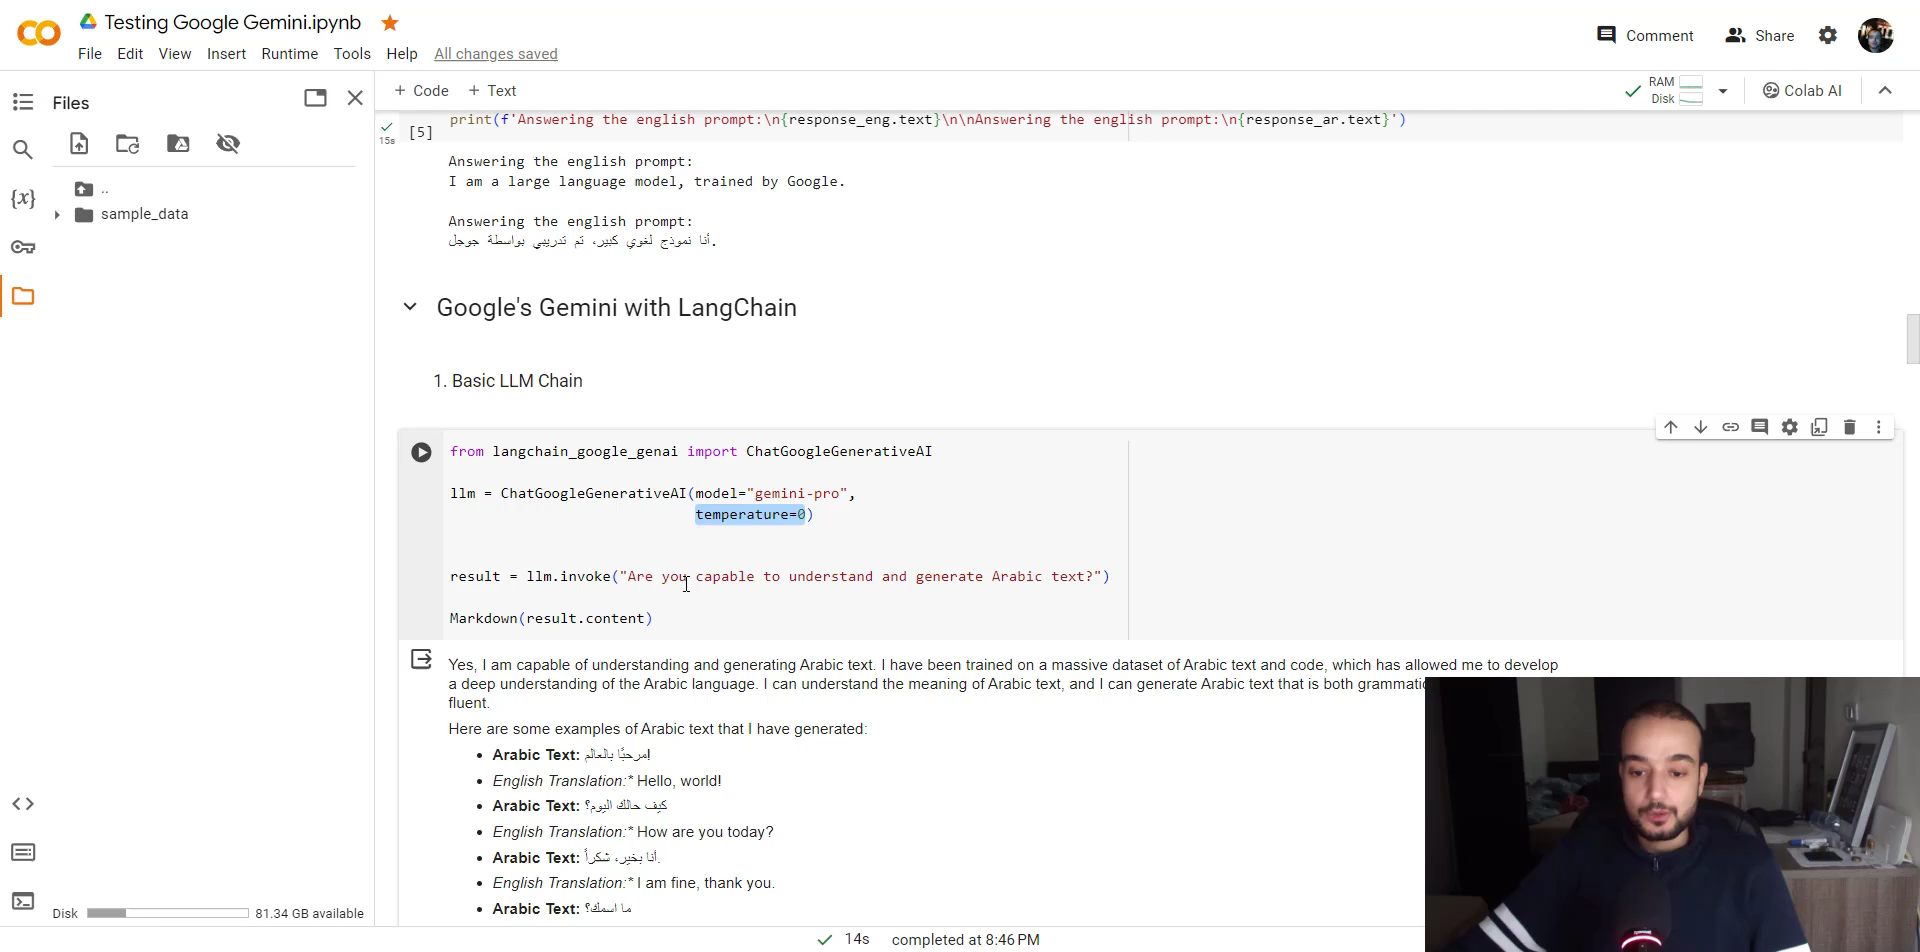 Testing Google Gemini.ipynb
File Edit View Insert Runtime Tools Help All changes saved
Comment Share
Files
+ Code + Text
RAM
Disk
Colab AI
..
sample_data
[5]
15s
print(f'Answering the english prompt:\n{response_eng.text}\n\nAnswering the english prompt:\n{response_ar.text}')
Answering the english prompt:
I am a large language model, trained by Google.
Answering the english prompt:
أنا نموذج لغوي كبير، تم تدريبي بواسطة جوجل.
Google's Gemini with LangChain
1. Basic LLM Chain
from langchain_google_genai import ChatGoogleGenerativeAI
llm = ChatGoogleGenerativeAI(model="gemini-pro",
temperature=0)
result = llm.invoke("Are you capable to understand and generate Arabic text?")
Markdown(result.content)
Yes, I am capable of understanding and generating Arabic text. I have been trained on a massive dataset of Arabic text and code, which has allowed me to develop
a deep understanding of the Arabic language. I can understand the meaning of Arabic text, and I can generate Arabic text that is both
fluent.
Here are some examples of Arabic text that I have generated:
Arabic Text: مرحبًا بالعالم!
English Translation:* Hello, world!
Arabic Text: كيف حالك اليوم؟
English Translation:* How are you today?
Arabic Text: أنا بخير، شكراً.
English Translation:* I am fine, thank you.
Arabic Text: ما اسمك؟
Disk 81.34 GB available
14s completed at 8:46 PM